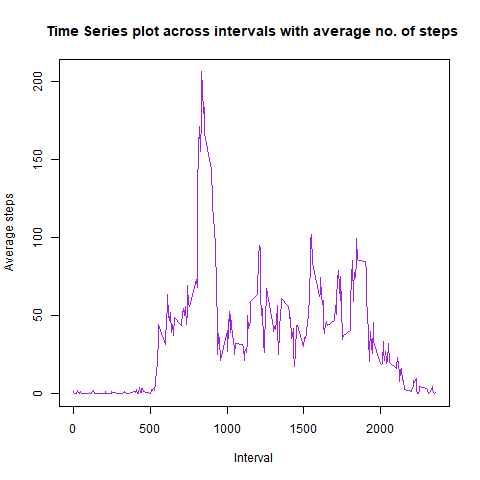 Time Series plot across intervals with average no. of steps
200
150
100
50
0
Average steps
0 500 1000 1500 2000
Interval